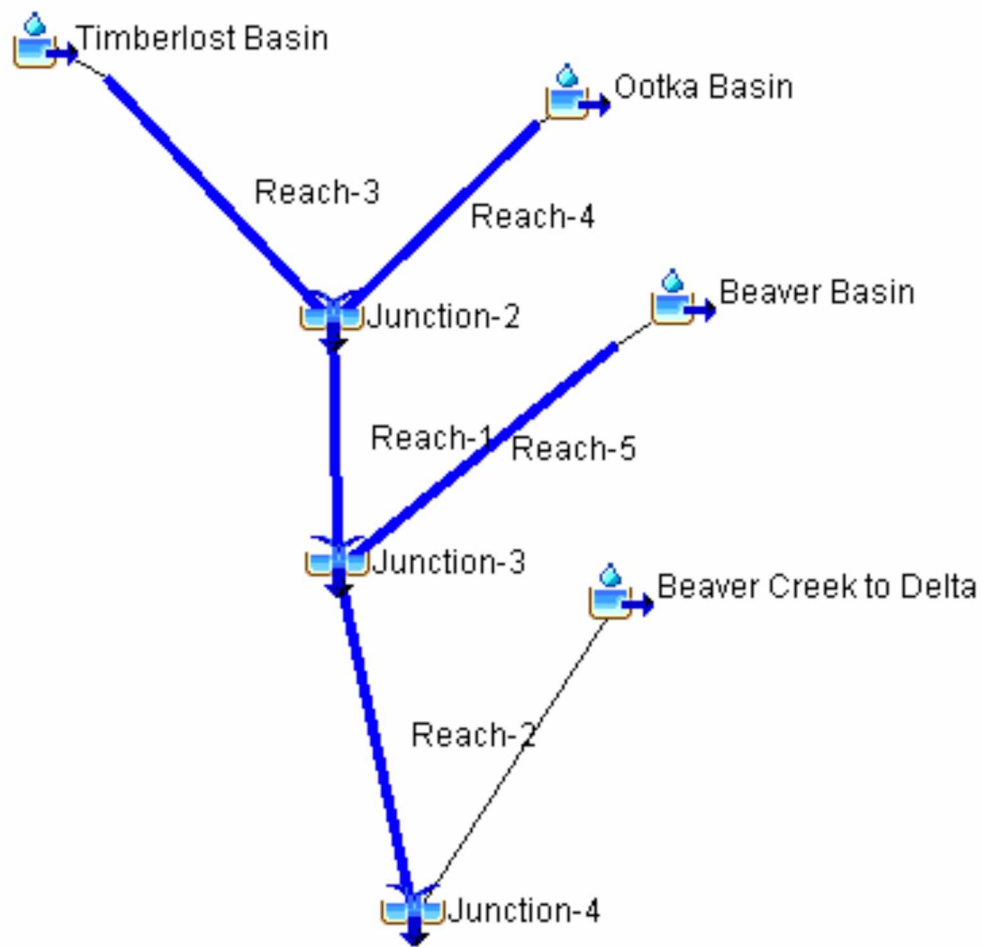 Timberlost Basin
Ootka Basin
Reach-3
Reach-4
Beaver Basin
Junction-2
Reach-1
Reach-5
Junction-3
Beaver Creek to Delta
Reach-2
Junction-4